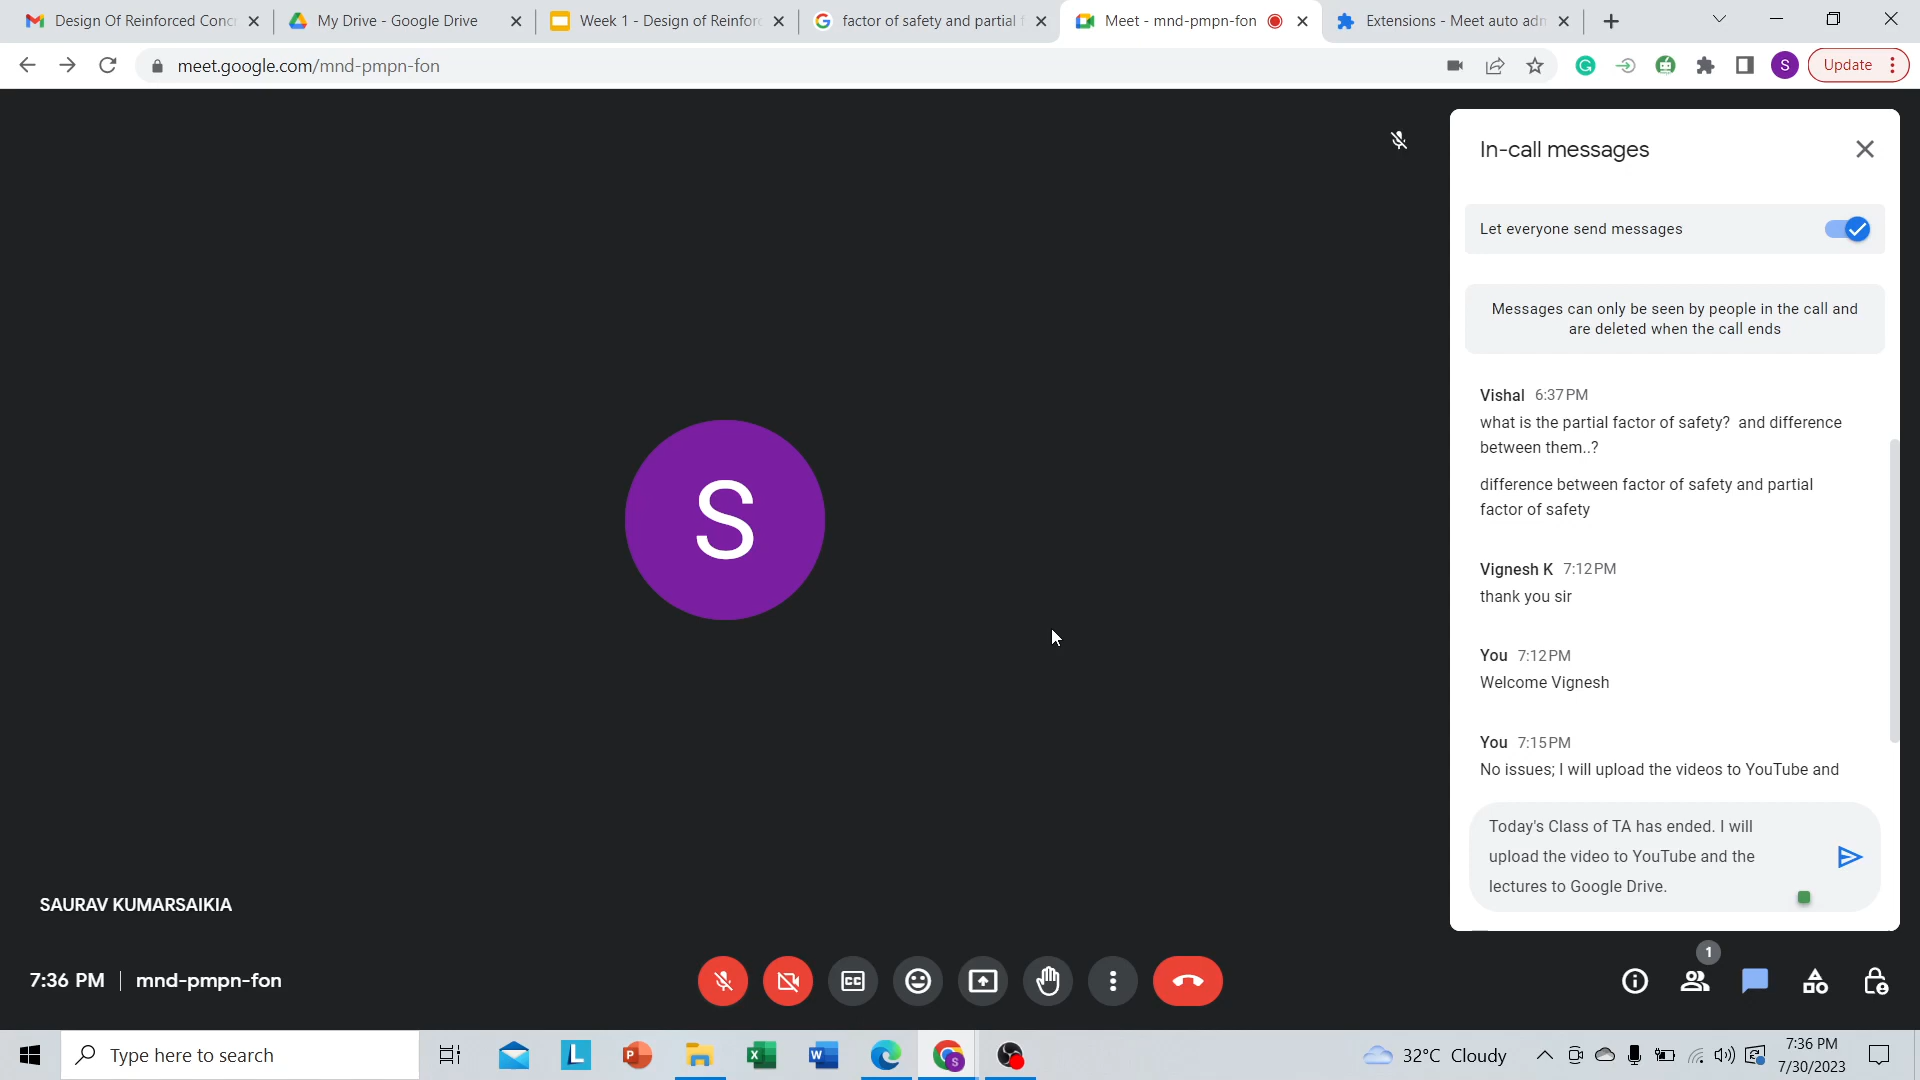 Design Of Reinforced Conc
My Drive - Google Drive
Week 1 - Design of Reinforc
factor of safety and partial f
Meet - mnd-pmpn-fon
Extensions - Meet auto adm
meet.google.com/mnd-pmpn-fon
S
Update
In-call messages
Let everyone send messages
Messages can only be seen by people in the call and
are deleted when the call ends
Vishal 6:37 PM
what is the partial factor of safety? and difference
between them..?
difference between factor of safety and partial
factor of safety
Vignesh K 7:12 PM
thank you sir
You 7:12 PM
Welcome Vignesh
You 7:15 PM
No issues; I will upload the videos to YouTube and
Today's Class of TA has ended. I will
upload the video to YouTube and the
lectures to Google Drive.
S
SAURAV KUMARSAIKIA
7:36 PM | mnd-pmpn-fon
1
Type here to search
32°C Cloudy
7:36 PM
7/30/2023